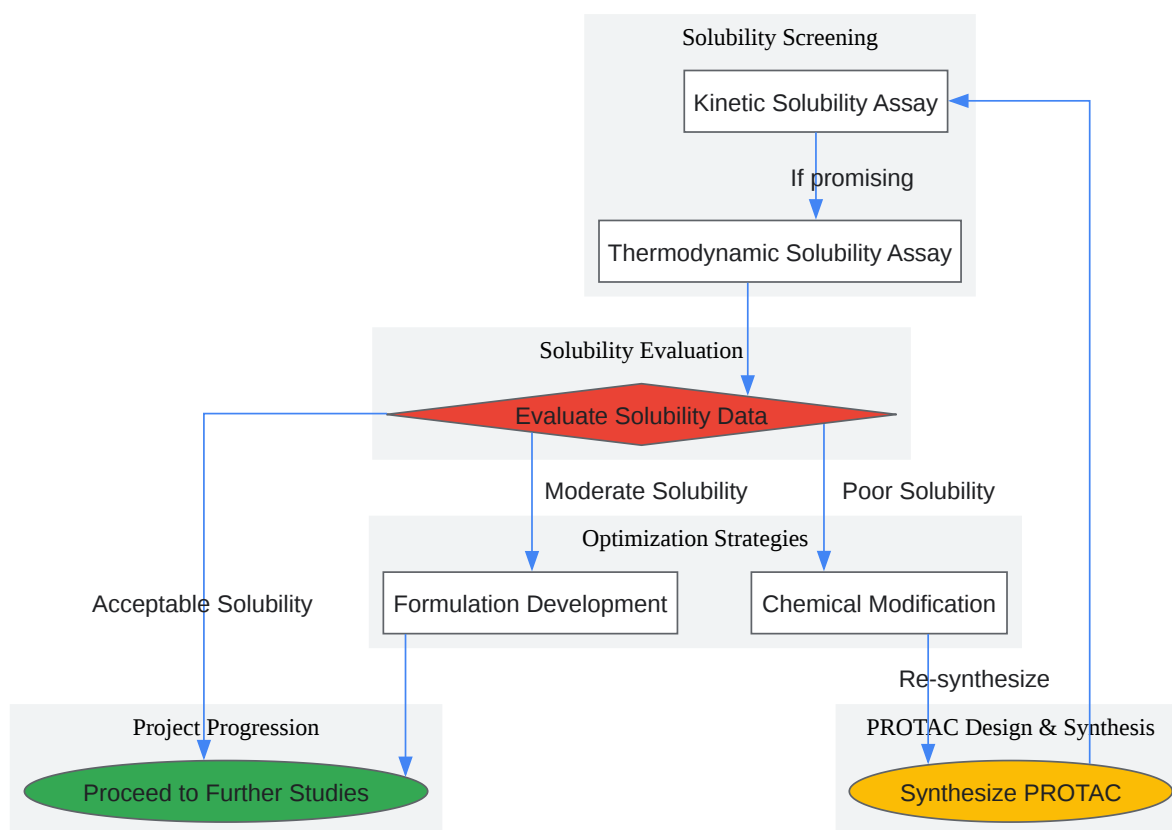 Solubility Screening
Kinetic Solubility Assay
If promising
Thermodynamic Solubility Assay
Solubility Evaluation
Evaluate Solubility Data
Moderate Solubility
Poor Solubility
Optimization Strategies
Acceptable Solubility
Formulation Development
Chemical Modification
Re-synthesize
Project Progression
PROTAC Design & Synthesis
Proceed to Further Studies
Synthesize PROTAC